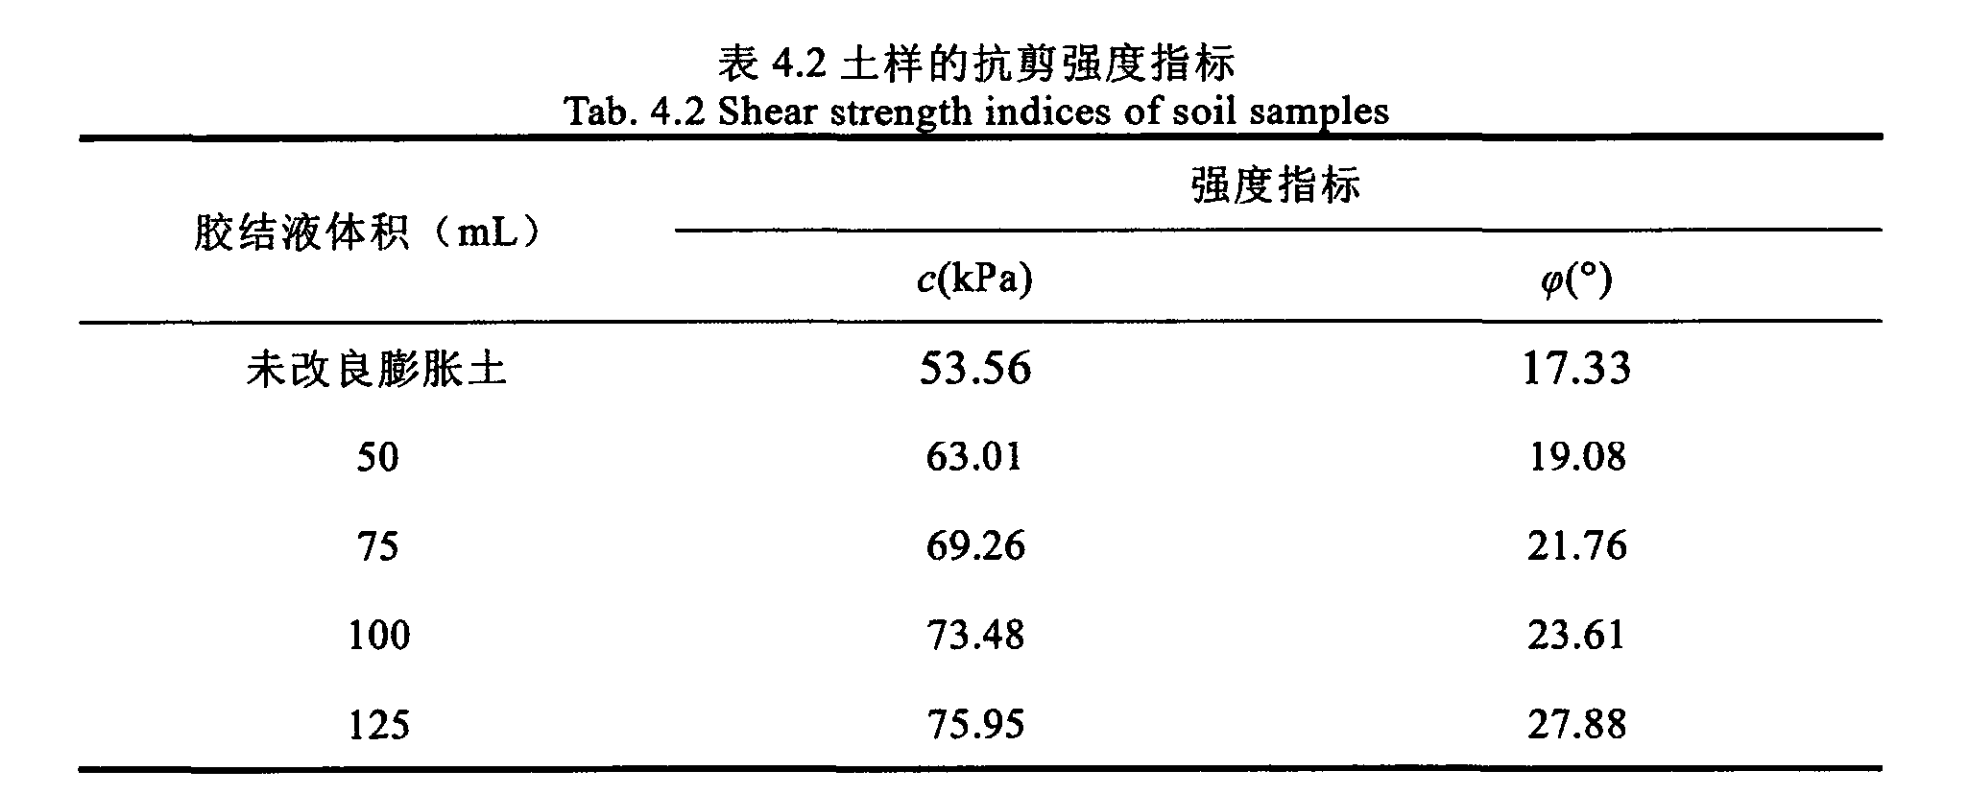 表 4.2 土样的抗剪强度指标
Tab. 4.2 Shear strength indices of soil samples
胶结液体积（mL） 强度指标
c(kPa) φ(°)
未改良膨胀土 53.56 17.33
50 63.01 19.08
75 69.26 21.76
100 73.48 23.61
125 75.95 27.88